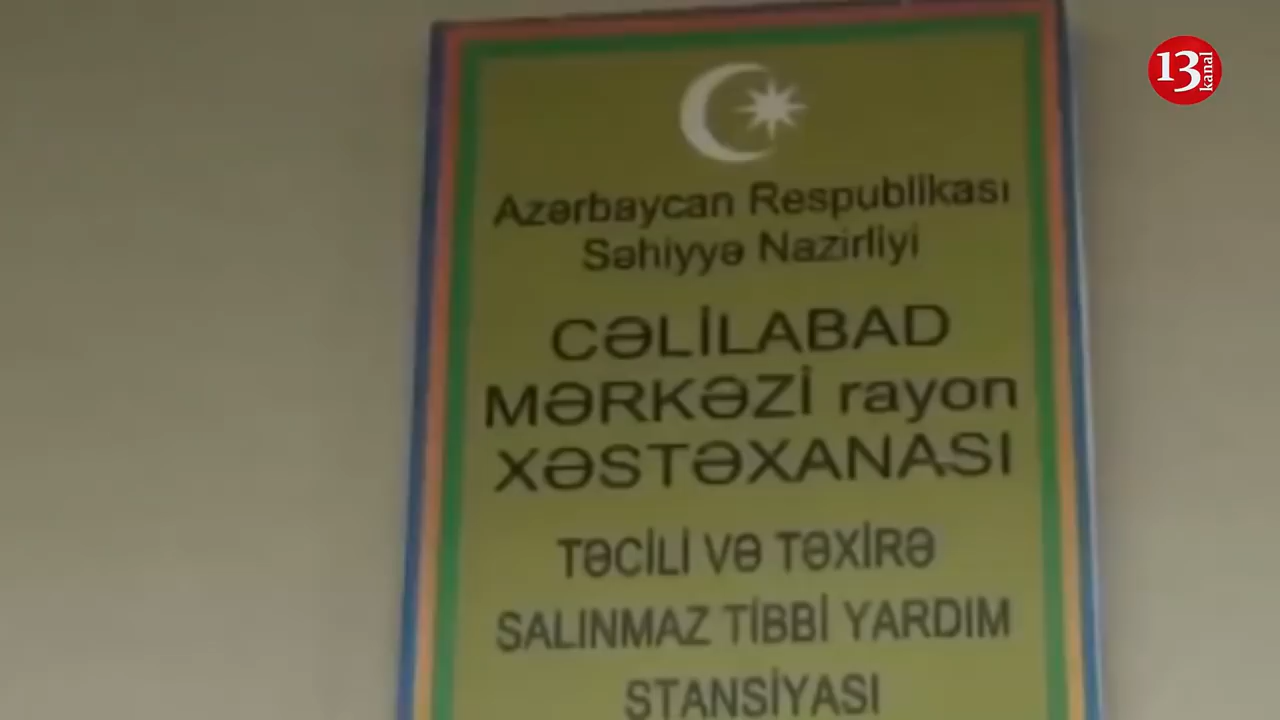 13 kanal
Azərbaycan Respublikası
Səhiyyə Nazirliyi
CƏLİLABAD
MƏRKƏZİ rayon
XƏSTƏXANASI
TƏCİLİ VƏ TƏXİRƏ
SALINMAZ TİBBİ YARDIM
STANSİYASI